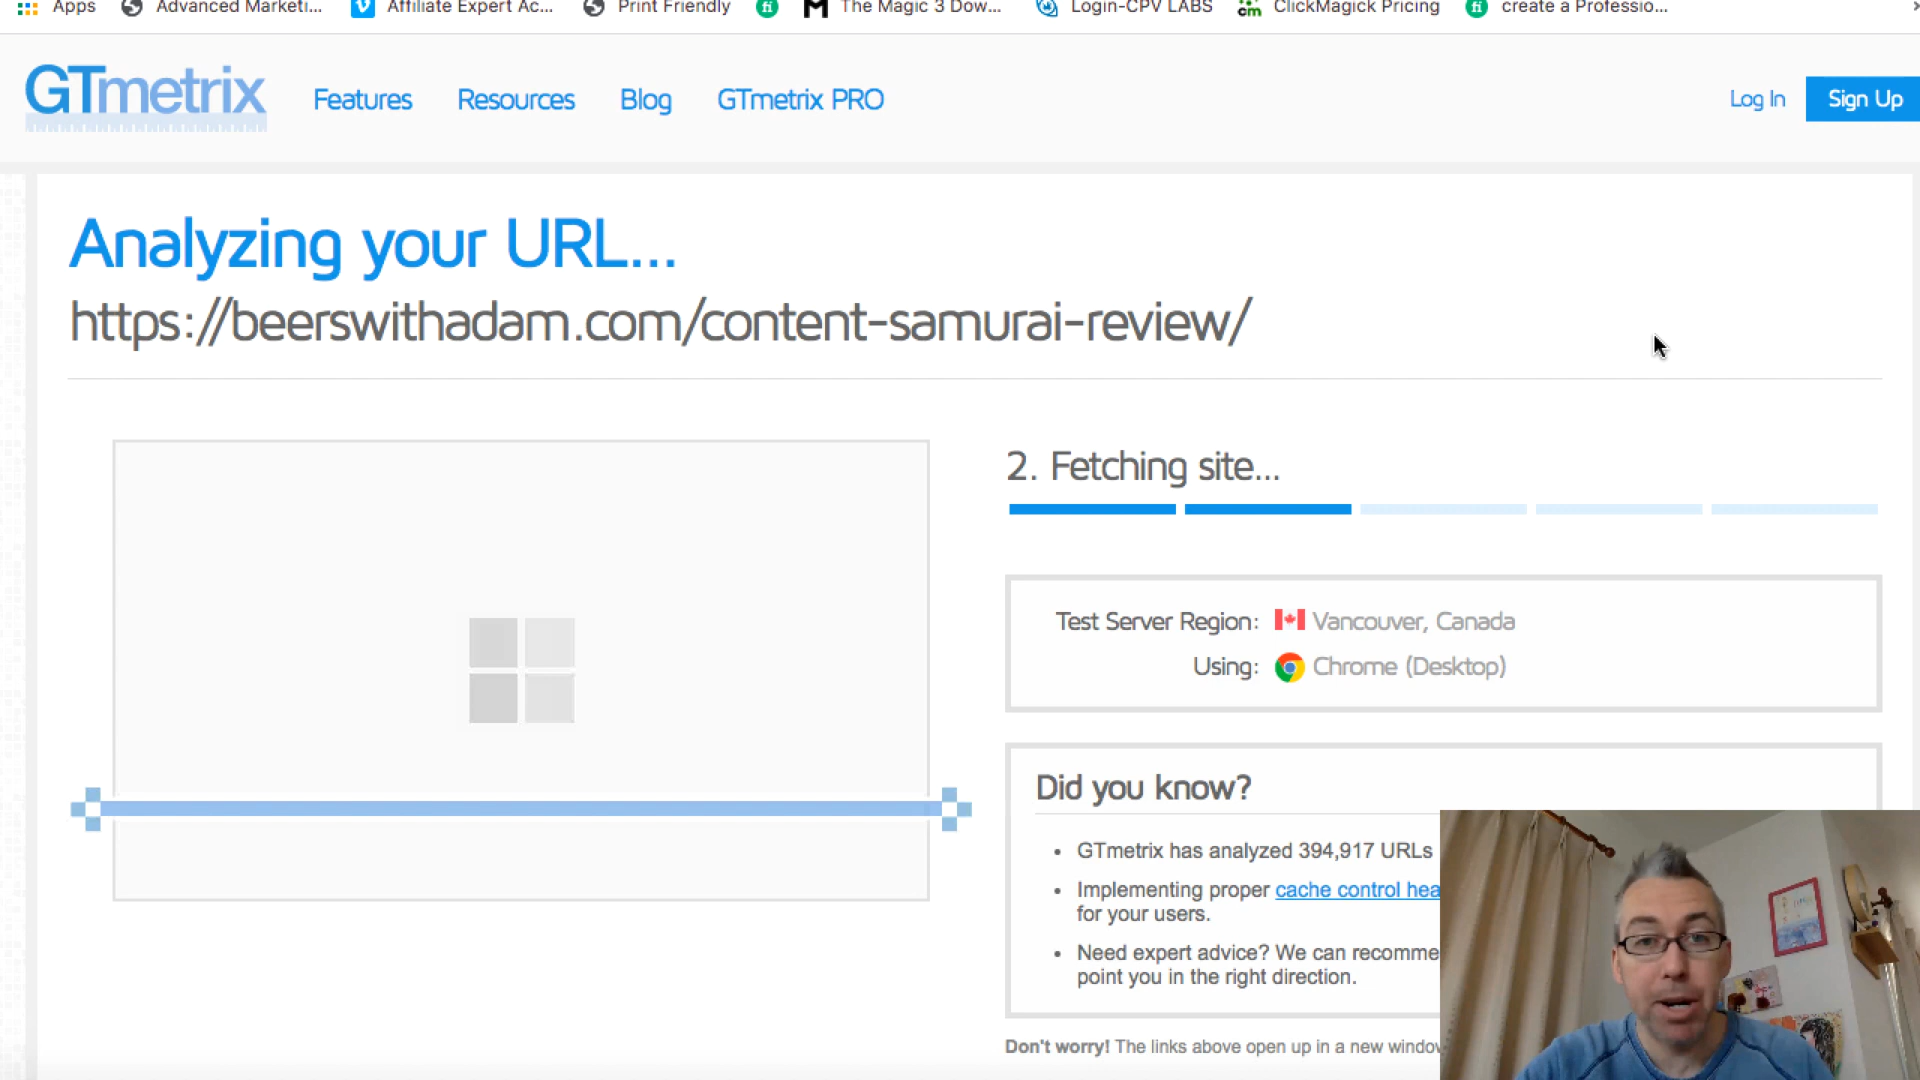 Apps Advanced Marketi... Affiliate Expert Ac... Print Friendly fi The Magic 3 Dow... Login-CPV LABS cm ClickMagick Pricing fi create a Professio...
GTmetrix Features Resources Blog GTmetrix PRO Log In Sign Up
Analyzing your URL...
https://beerswithadam.com/content-samurai-review/
2. Fetching site...
Test Server Region: Vancouver, Canada
Using: Chrome (Desktop)
Did you know?
• GTmetrix has analyzed 394,917 URLs
• Implementing proper cache control hea
for your users.
• Need expert advice? We can recomme
point you in the right direction.
Don't worry! The links above open up in a new window